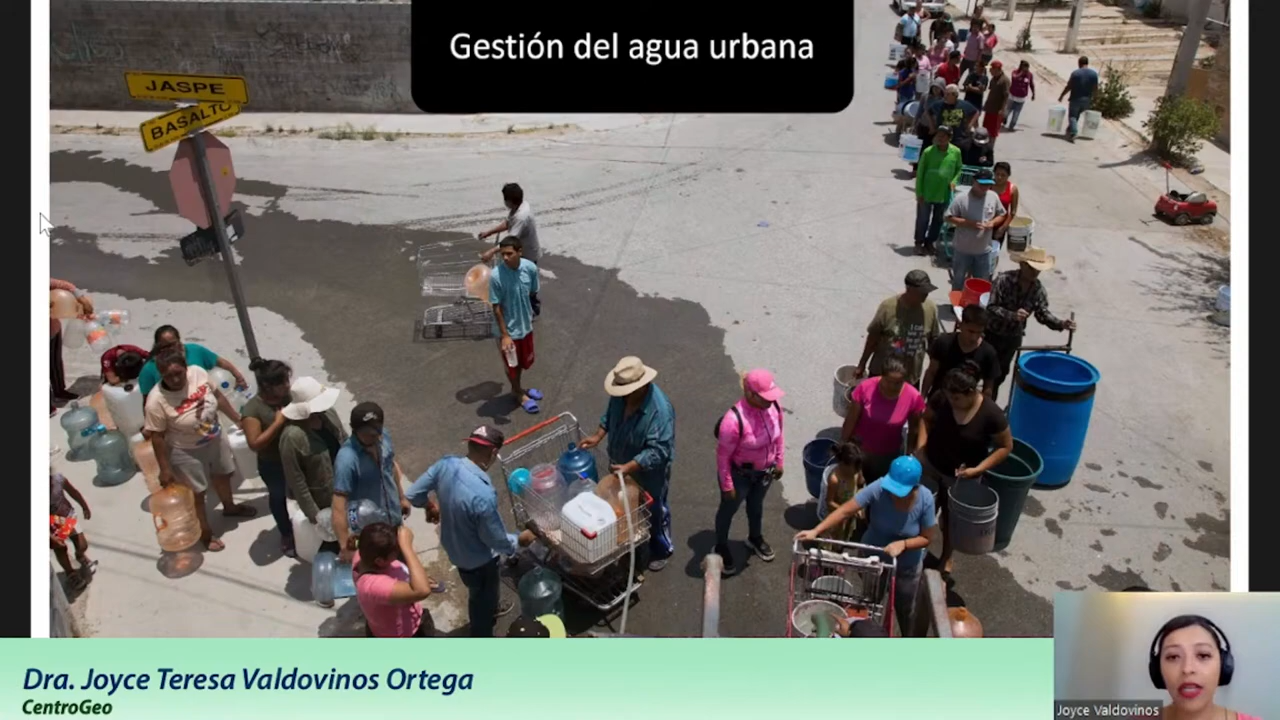 Gestión del agua urbana
JASPE
BASALTO
Dra. Joyce Teresa Valdovinos Ortega
CentroGeo
Joyce Valdovinos